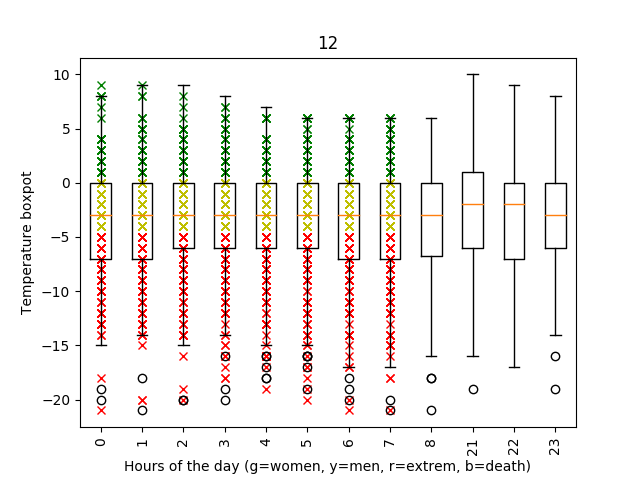 12
10
5
0
−5
−10
−15
−20
Temperature boxpot
0 1 2 3 4 5 6 7 8 21 22 23
Hours of the day (g=women, y=men, r=extrem, b=death)